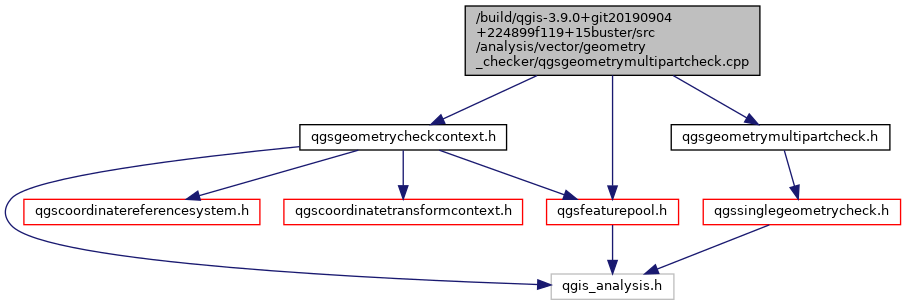 /build/qgis-3.9.0+git20190904
+224899f119+15buster/src
/analysis/vector/geometry
_checker/qgsgeometrymultipartcheck.cpp
qgsgeometrycheckcontext.h
qgsgeometrymultipartcheck.h
qgscoordinatereferencesystem.h
qgscoordinatetransformcontext.h
qgsfeaturepool.h
qgssinglegeometrycheck.h
qgis_analysis.h